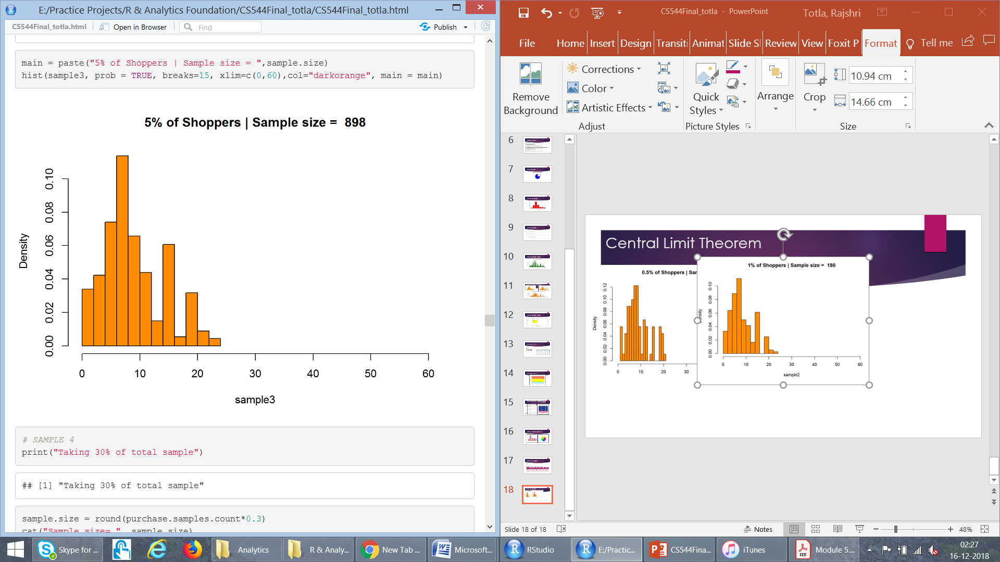 E:/Practice Projects/R & Analytics Foundation/CS544Final_totla/CS544Final_totla.html
CS544Final_totla.html
Open in Browser
Find
Publish
main = paste("5% of Shoppers | Sample size = ",sample.size)
hist(sample3, prob = TRUE, breaks=15, xlim=c(0,60),col="darkorange", main = main)
5% of Shoppers | Sample size =  898
Density
0.00 0.02 0.04 0.06 0.08 0.10
0 10 20 30 40 50 60
sample3
# SAMPLE 4
print("Taking 30% of total sample")
## [1] "Taking 30% of total sample"
sample.size = round(purchase.samples.count*0.3)
cat("Sample size= ", sample.size)
CS544Final_totla - PowerPoint
Totla, Rajshri
File Home Insert Design Transiti Animat Slide Sl Review View Foxit P Format Tell me
Remove Background
Corrections
Color
Artistic Effects
Adjust
Quick Styles
Picture Styles
Arrange
Crop
10.94 cm
14.66 cm
Size
6
7
8
9
10
11
12
13
14
15
16
17
18
Central Limit Theorem
0.5% of Shoppers | Sar
Density
0.00 0.02 0.04 0.06 0.08 0.10 0.12
0 10 20 30
1% of Shoppers | Sample size =  180
0.00 0.02 0.04 0.06 0.08 0.10
0 10 20 30 40 50 60
sample2
Slide 18 of 18
Notes
48%
Skype for ...
Analytics
R & Analy...
New Tab ...
Microsoft...
RStudio
E:/Practic...
CS544Fina...
iTunes
Module 5....
02:27
16-12-2018